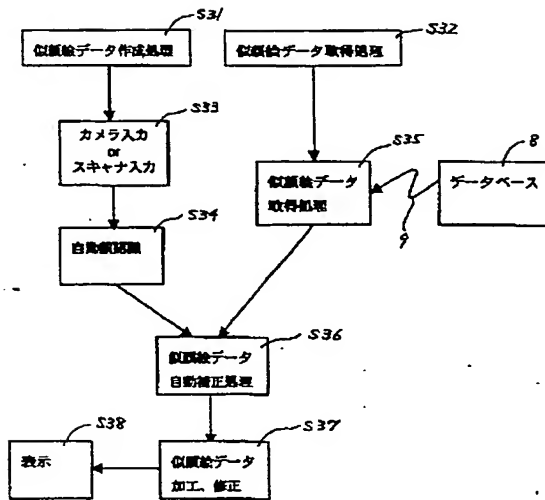 S31
似顔絵データ作成処理
S32
似顔絵データ取得処理
S33
カメラ入力
or
スキャナ入力
S35
似顔絵データ
取得処理
8
データベース
9
S34
自動顔認識
S36
似顔絵データ
自動補正処理
S38
表示
S37
似顔絵データ
加工、修正